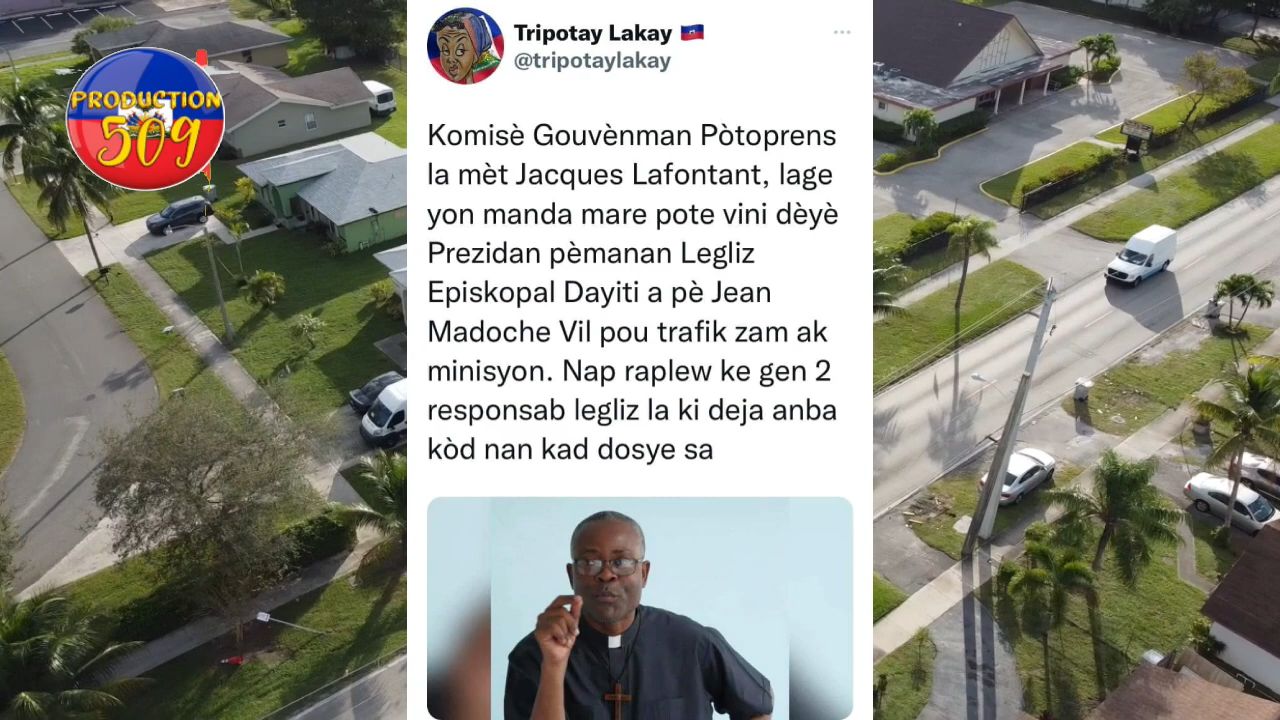 PRODUCTION
509
Tripotay Lakay 🇭🇹
@tripotaylakay
Komisè Gouvènman Pòtoprens
la mèt Jacques Lafontant, lage
yon manda mare pote vini dèyè
Prezidan pèmanan Legliz
Episkopal Dayiti a pè Jean
Madoche Vil pou trafik zam ak
minisyon. Nap raplew ke gen 2
responsab legliz la ki deja anba
kòd nan kad dosye sa